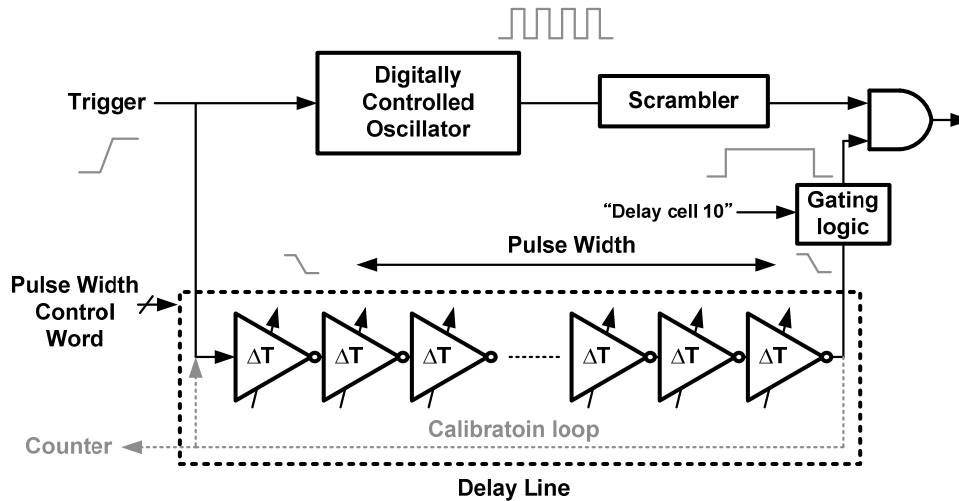 Trigger
Digitally
Controlled
Oscillator
Scrambler
"Delay cell 10"
Gating
logic
Pulse Width
Pulse Width
Control
Word
ΔT
ΔT
ΔT
ΔT
ΔT
ΔT
Calibratoin loop
Counter
Delay Line